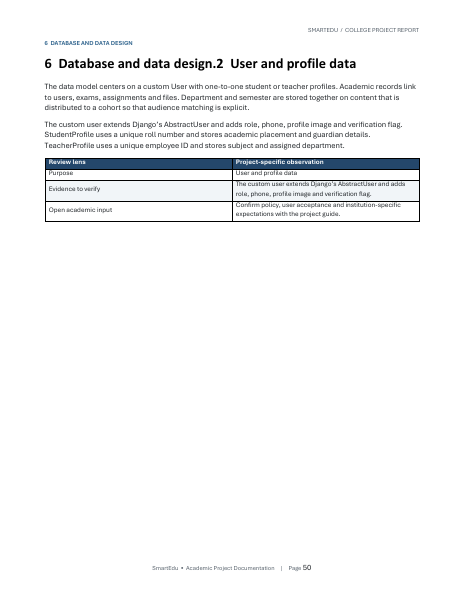 SMARTEDU / COLLEGE PROJECT REPORT
6 DATABASE AND DATA DESIGN
6 Database and data design.2 User and profile data
The data model centers on a custom User with one-to-one student or teacher profiles. Academic records link
to users, exams, assignments and files. Department and semester are stored together on content that is
distributed to a cohort so that audience matching is explicit.
The custom user extends Django's AbstractUser and adds role, phone, profile image and verification flag.
StudentProfile uses a unique roll number and stores academic placement and guardian details.
TeacherProfile uses a unique employee ID and stores subject and assigned department.
Review lens Project-specific observation
Purpose User and profile data
Evidence to verify The custom user extends Django's AbstractUser and adds
role, phone, profile image and verification flag.
Open academic input Confirm policy, user acceptance and institution-specific
expectations with the project guide.
SmartEdu • Academic Project Documentation | Page 50